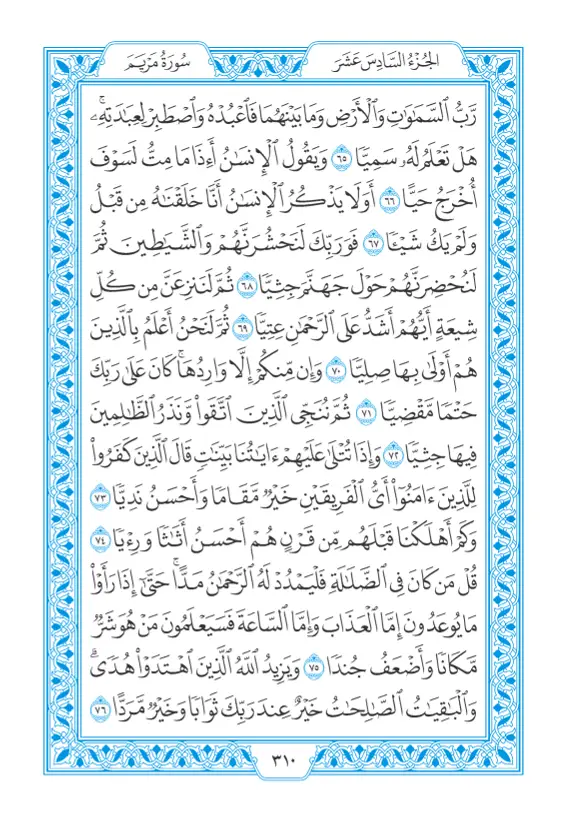 الجُزْءُ السَّادِسَ عَشَرَ
سُورَةُ مَرْيَمَ
رَّبُّ ٱلسَّمَٰوَٰتِ وَٱلْأَرْضِ وَمَا بَيْنَهُمَا فَٱعْبُدْهُ وَٱصْطَبِرْ لِعِبَٰدَتِهِۦۚ
هَلْ تَعْلَمُ لَهُۥ سَمِيًّا ٦٥ وَيَقُولُ ٱلْإِنسَٰنُ أَءِذَا مَا مِتُّ لَسَوْفَ
أُخْرَجُ حَيًّا ٦٦ أَوَلَا يَذْكُرُ ٱلْإِنسَٰنُ أَنَّا خَلَقْنَٰهُ مِن قَبْلُ
وَلَمْ يَكُ شَيْـًٔا ٦٧ فَوَرَبِّكَ لَنَحْشُرَنَّهُمْ وَٱلشَّيَٰطِينَ ثُمَّ
لَنُحْضِرَنَّهُمْ حَوْلَ جَهَنَّمَ جِثِيًّا ٦٨ ثُمَّ لَنَنزِعَنَّ مِن كُلِّ
شِيعَةٍ أَيُّهُمْ أَشَدُّ عَلَى ٱلرَّحْمَٰنِ عِتِيًّا ٦٩ ثُمَّ لَنَحْنُ أَعْلَمُ بِٱلَّذِينَ
هُمْ أَوْلَىٰ بِهَا صِلِيًّا ٧٠ وَإِن مِّنكُمْ إِلَّا وَارِدُهَاۚ كَانَ عَلَىٰ رَبِّكَ
حَتْمًا مَّقْضِيًّا ٧١ ثُمَّ نُنَجِّى ٱلَّذِينَ ٱتَّقَوا۟ وَّنَذَرُ ٱلظَّٰلِمِينَ
فِيهَا جِثِيًّا ٧٢ وَإِذَا تُتْلَىٰ عَلَيْهِمْ ءَايَٰتُنَا بَيِّنَٰتٍ قَالَ ٱلَّذِينَ كَفَرُوا۟
لِلَّذِينَ ءَامَنُوٓا۟ أَىُّ ٱلْفَرِيقَيْنِ خَيْرٌ مَّقَامًا وَأَحْسَنُ نَدِيًّا ٧٣
وَكَمْ أَهْلَكْنَا قَبْلَهُم مِّن قَرْنٍ هُمْ أَحْسَنُ أَثَٰثًا وَرِءْيًا ٧٤
قُلْ مَن كَانَ فِى ٱلضَّلَٰلَةِ فَلْيَمْدُدْ لَهُ ٱلرَّحْمَٰنُ مَدًّاۚ حَتَّىٰٓ إِذَا رَأَوْا۟
مَا يُوعَدُونَ إِمَّا ٱلْعَذَابَ وَإِمَّا ٱلسَّاعَةَ فَسَيَعْلَمُونَ مَنْ هُوَ شَرٌّ
مَّكَانًا وَأَضْعَفُ جُندًا ٧٥ وَيَزِيدُ ٱللَّهُ ٱلَّذِينَ ٱهْتَدَوْا۟ هُدًىۗ
وَٱلْبَٰقِيَٰتُ ٱلصَّٰلِحَٰتُ خَيْرٌ عِندَ رَبِّكَ ثَوَابًا وَخَيْرٌ مَّرَدًّا ٧٦
٣١٠